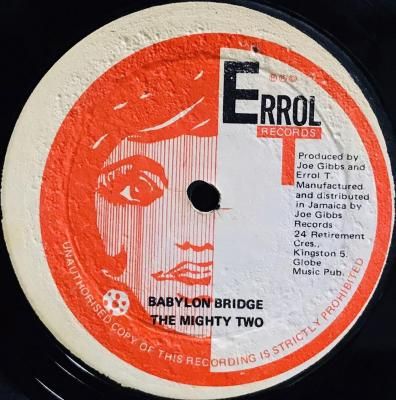 ERROL
RECORDS
T
Produced by
Joe Gibbs and
Errol T.
Manufactured
and distributed
in Jamaica by
Joe Gibbs
Records
24 Retirement
Cres.,
Kingston 5.
Globe
Music Pub.
BABYLON BRIDGE
THE MIGHTY TWO
UNAUTHORISED COPY OF THIS RECORDING IS STRICTLY PROHIBITED